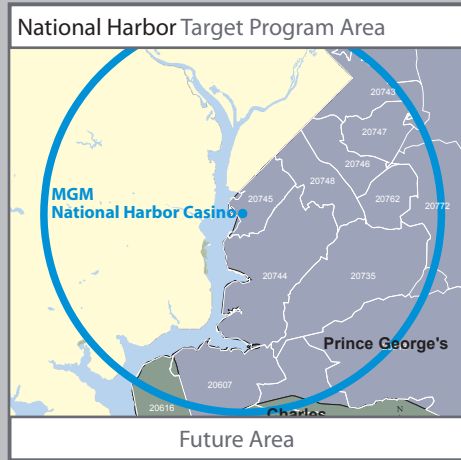 National Harbor Target Program Area
20743
20747
20746
20748
20745
20762
20772
MGM
National Harbor Casino
20744
20735
Prince George's
20607
20616
Charles
N
Future Area